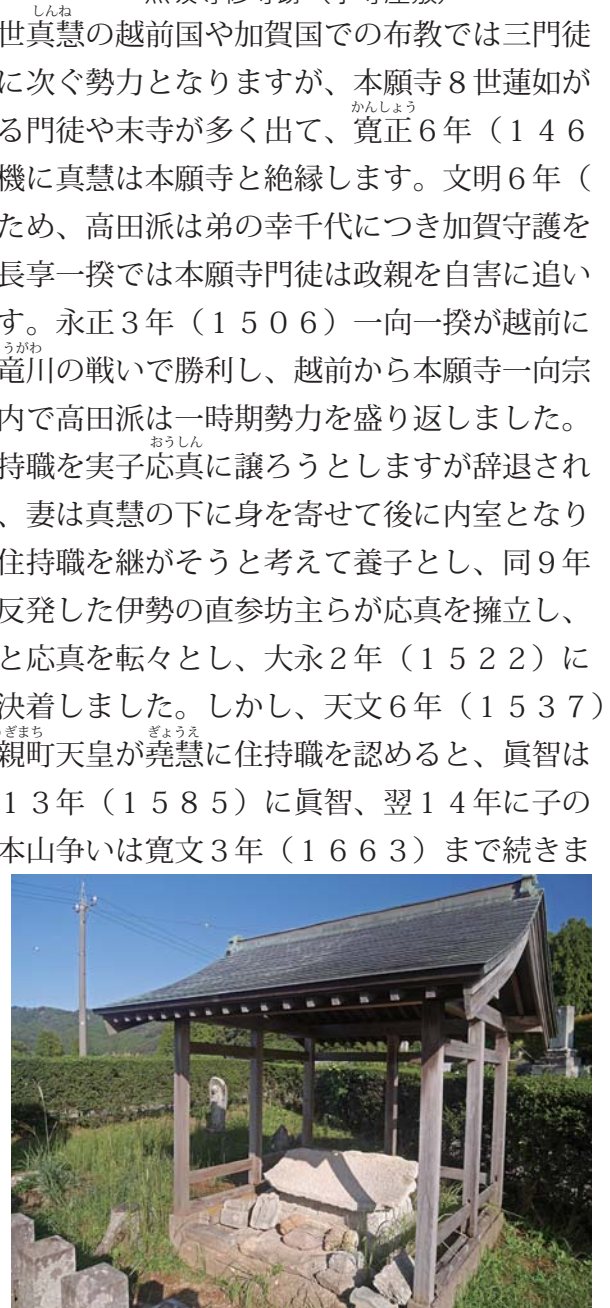 世真慧の越前国や加賀国での布教では三門徒
に次ぐ勢力となりますが、本願寺８世蓮如が
る門徒や末寺が多く出て、寛正６年（１４６
機に真慧は本願寺と絶縁します。文明６年（
ため、高田派は弟の幸千代につき加賀守護を
長享一揆では本願寺門徒は政親を自害に追い
す。永正３年（１５０６）一向一揆が越前に
竜川の戦いで勝利し、越前から本願寺一向宗
内で高田派は一時期勢力を盛り返しました。
持職を実子応真に譲ろうとしますが辞退され
、妻は真慧の下に身を寄せて後に内室となり
住持職を継がそうと考えて養子とし、同９年
反発した伊勢の直参坊主らが応真を擁立し、
と応真を転々とし、大永２年（１５２２）に
決着しました。しかし、天文６年（１５３７）
親町天皇が堯慧に住持職を認めると、眞智は
１３年（１５８５）に眞智、翌１４年に子の
本山争いは寛文３年（１６６３）まで続きま